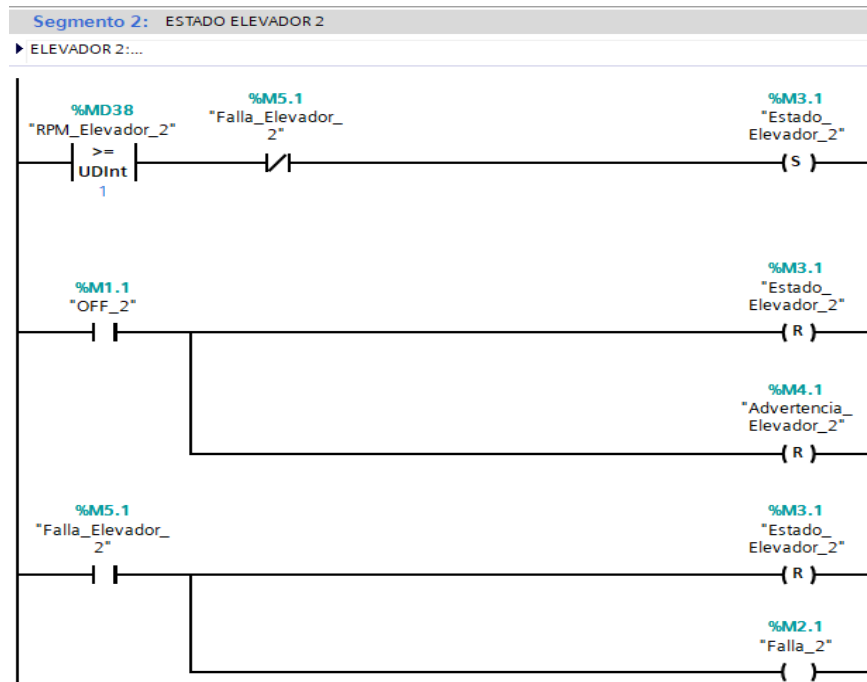 Segmento 2: ESTADO ELEVADOR 2
ELEVADOR 2:...
%MD38
"RPM_Elevador_2"
>=
UDInt
1
%M5.1
"Falla_Elevador_
2"
%M3.1
"Estado_
Elevador_2"
S
%M1.1
"OFF_2"
%M3.1
"Estado_
Elevador_2"
R
%M4.1
"Advertencia_
Elevador_2"
R
%M5.1
"Falla_Elevador_
2"
%M3.1
"Estado_
Elevador_2"
R
%M2.1
"Falla_2"